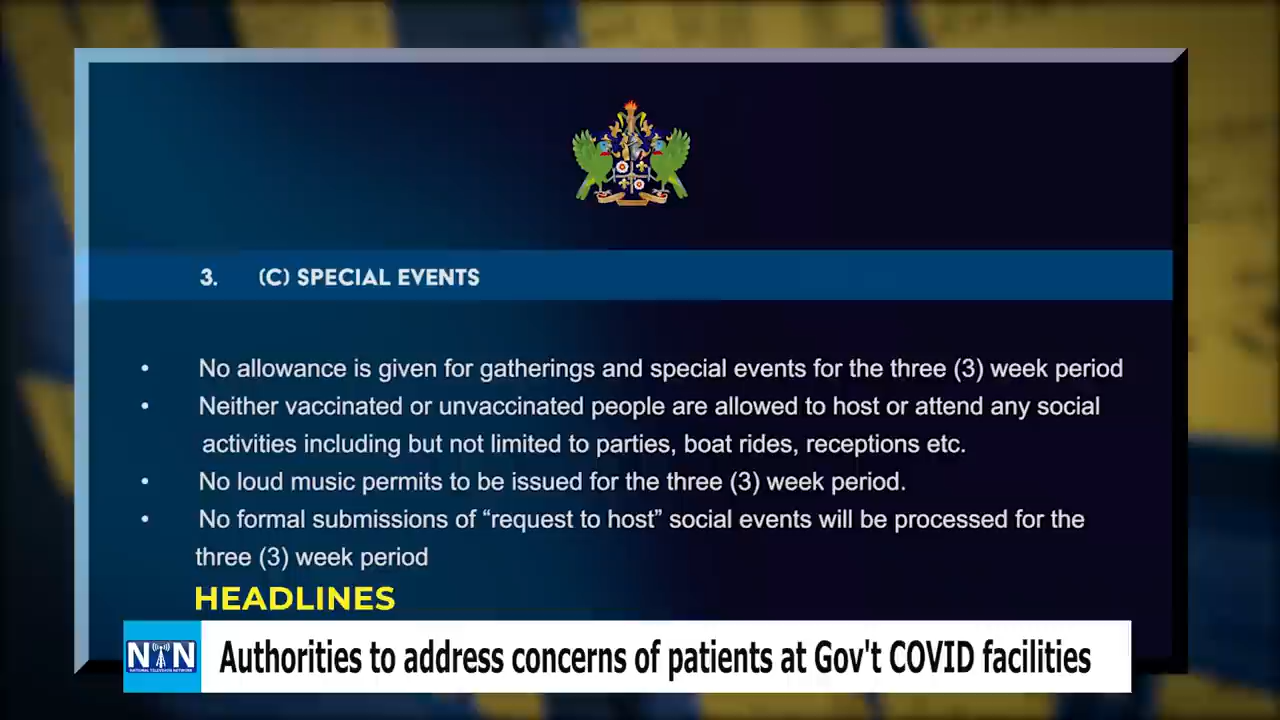 3. (C) SPECIAL EVENTS
• No allowance is given for gatherings and special events for the three (3) week period
• Neither vaccinated or unvaccinated people are allowed to host or attend any social
activities including but not limited to parties, boat rides, receptions etc.
• No loud music permits to be issued for the three (3) week period.
• No formal submissions of “request to host” social events will be processed for the
three (3) week period
HEADLINES
NTN
NATIONAL TELEVISION NETWORK
Authorities to address concerns of patients at Gov't COVID facilities